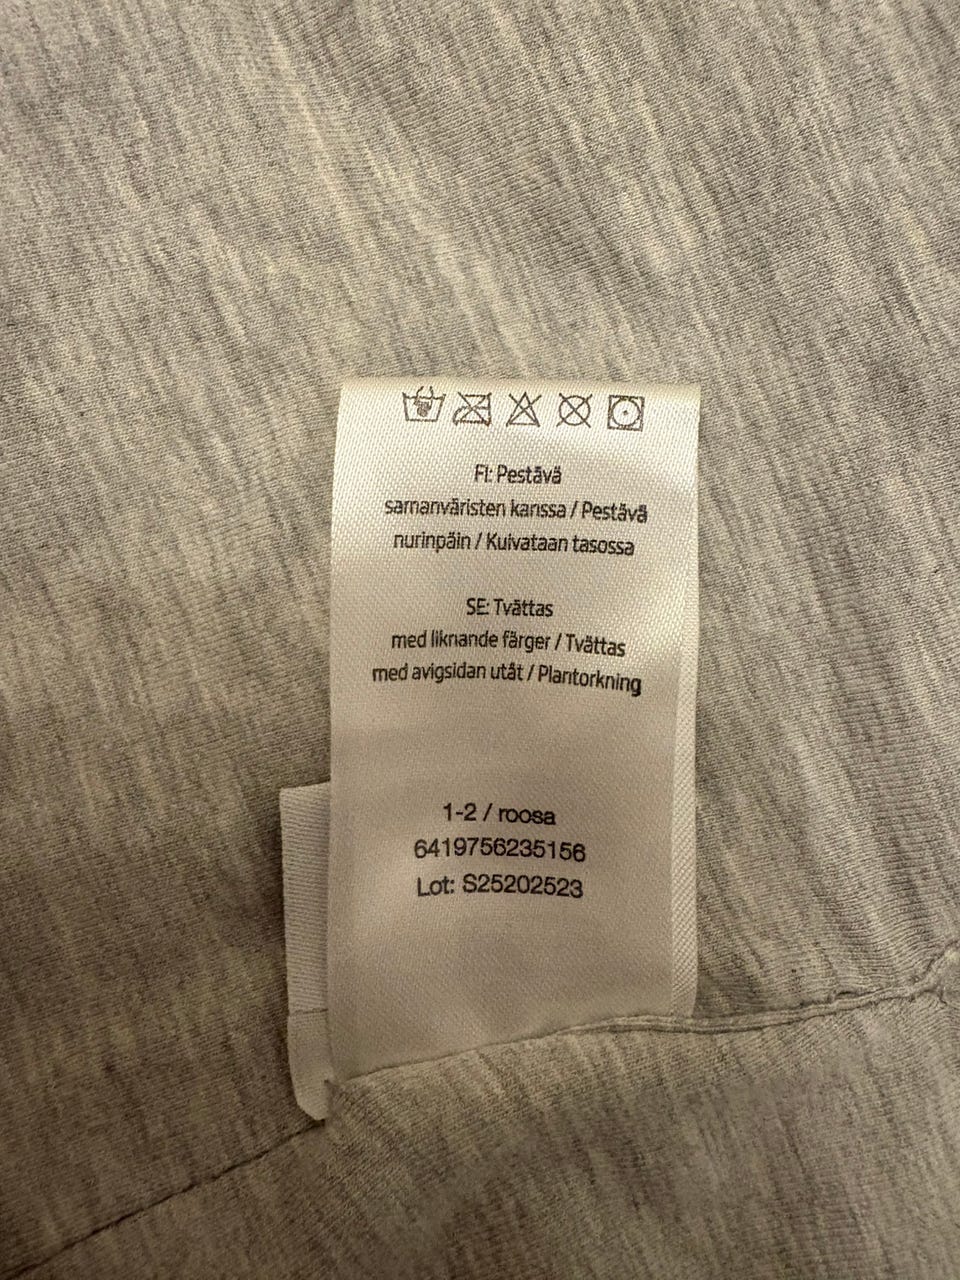 FI: Pestävä
samanväristen kanssa / Pestävä
nurinpäin / Kuivataan tasossa
SE: Tvättas
med liknande färger / Tvättas
med avigsidan utåt / Plantorkning
1-2 / roosa
6419756235156
Lot: S25202523